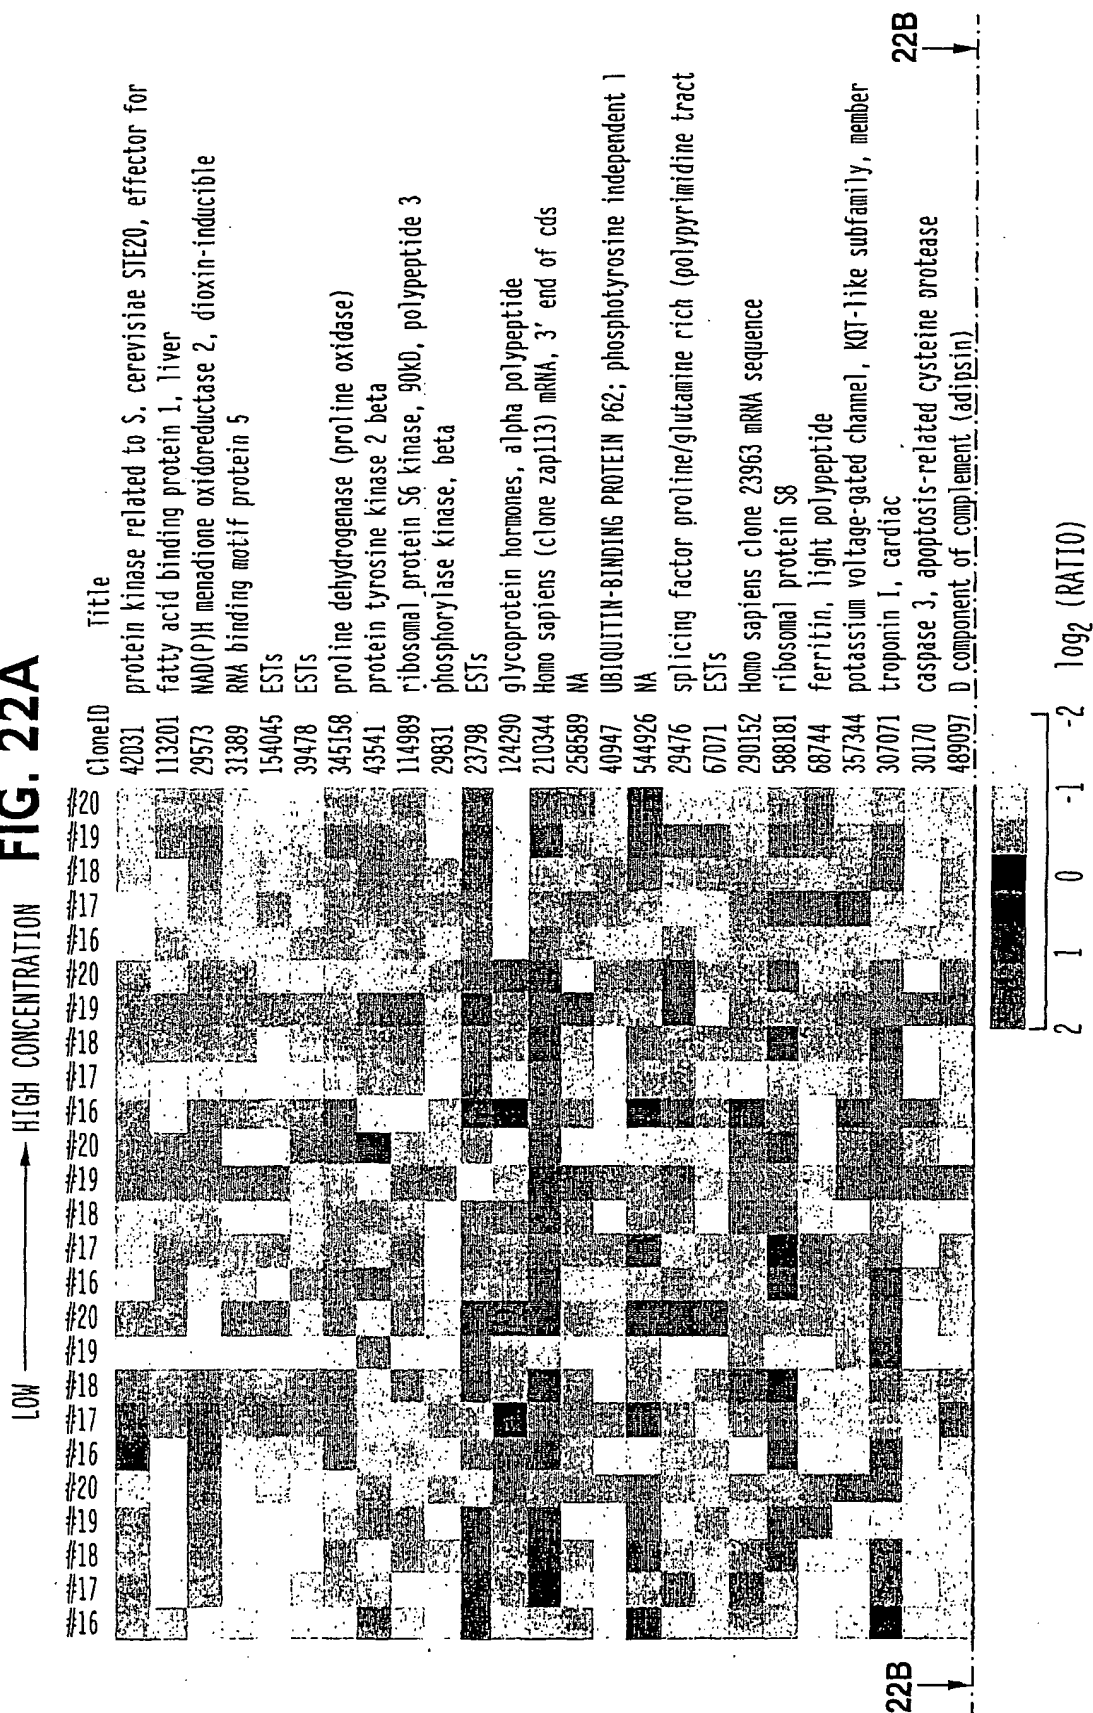 FIG. 22A
LOW HIGH CONCENTRATION
#16 #17 #18 #19 #20 #16 #17 #18 #19 #20 #16 #17 #18 #19 #20 #16 #17 #18 #19 #20 #16 #17 #18 #19 #20 CloneID Title
42031 protein kinase related to S. cerevisiae STE20, effector for
113201 fatty acid binding protein 1, liver
29573 NAD(P)H menadione oxidoreductase 2, dioxin-inducible
31389 RNA binding motif protein 5
154045 ESTs
39478 ESTs
345158 proline dehydrogenase (proline oxidase)
43541 protein tyrosine kinase 2 beta
114989 ribosomal protein S6 kinase, 90kD, polypeptide 3
29831 phosphorylase kinase, beta
23798 ESTs
124290 glycoprotein hormones, alpha polypeptide
210344 Homo sapiens (clone zap113) mRNA, 3' end of cds
258589 NA
40947 UBIQUITIN-BINDING PROTEIN P62; phosphotyrosine independent l
544926 NA
29476 splicing factor proline/glutamine rich (polypyrimidine tract
67071 ESTs
290152 Homo sapiens clone 23963 mRNA sequence
588181 ribosomal protein S8
68744 ferritin, light polypeptide
357344 potassium voltage-gated channel, KQT-like subfamily, member
307071 troponin I, cardiac
30170 caspase 3, apoptosis-related cysteine protease
489097 D component of complement (adipsin)
22B 22B
2 1 0 -1 -2 log2 (RATIO)